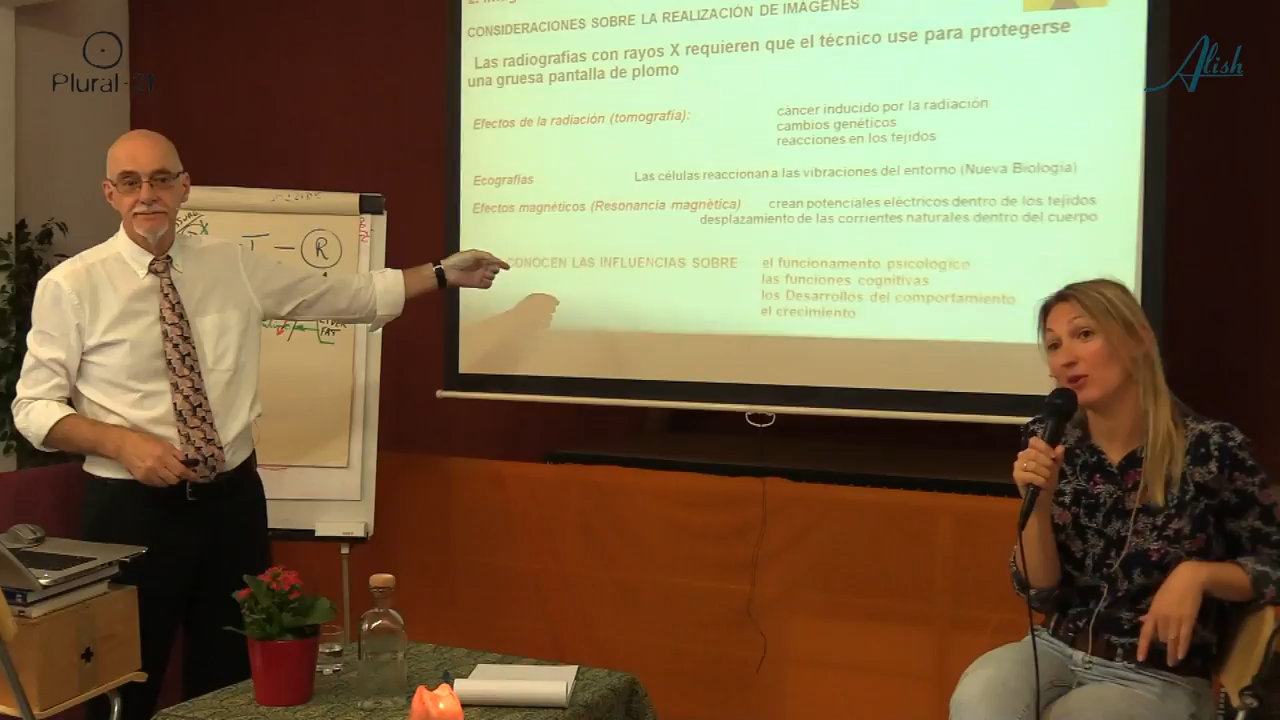 Plural-21
Alish
CONSIDERACIONES SOBRE LA REALIZACIÓN DE IMÁGENES
Las radiografías con rayos X requieren que el técnico use para protegerse
una gruesa pantalla de plomo
Efectos de la radiación (tomografía):
cáncer inducido por la radiación
cambios genéticos
reacciones en los tejidos
Ecografías
Las células reaccionan a las vibraciones del entorno (Nueva Biología)
Efectos magnéticos (Resonancia magnética)
crean potenciales eléctricos dentro de los tejidos
desplazamiento de las corrientes naturales dentro del cuerpo
CONOCEN LAS INFLUENCIAS SOBRE
el funcionamento psicologico
las funciones cognitivas
los Desarrollos del comportamiento
el crecimiento
T — R
LIVER
FAT